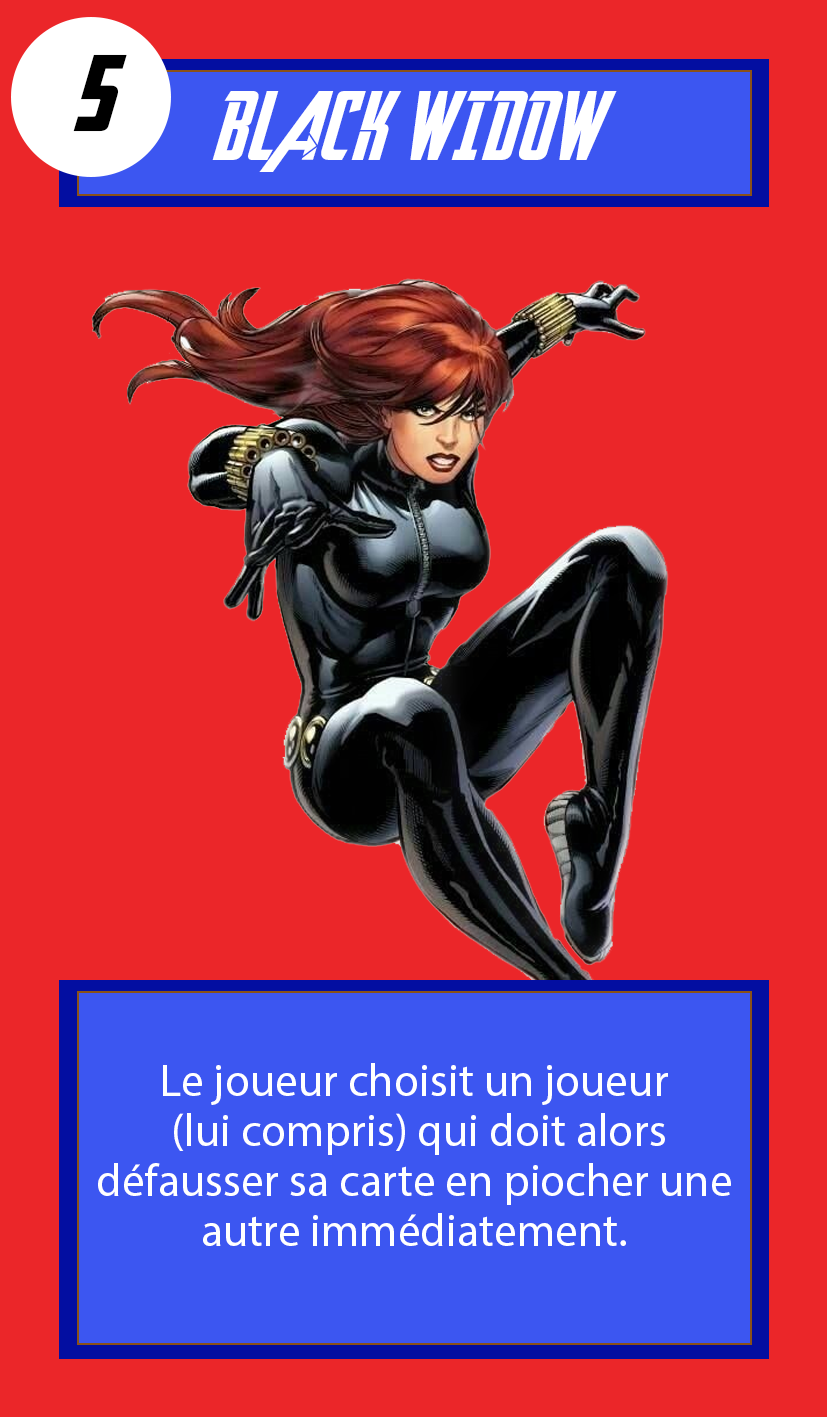 5
BLACK WIDOW
Le joueur choisit un joueur
(lui compris) qui doit alors
défausser sa carte en piocher une
autre immédiatement.